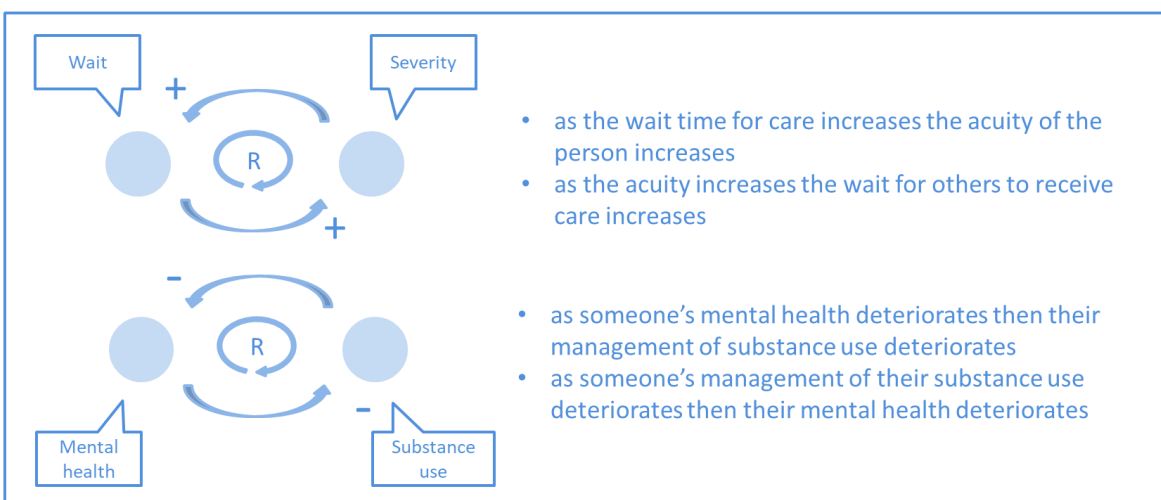 Wait
Severity
+
R
+
• as the wait time for care increases the acuity of the
person increases
• as the acuity increases the wait for others to receive
care increases
-
R
-
Mental
health
Substance
use
• as someone’s mental health deteriorates then their
management of substance use deteriorates
• as someone’s management of their substance use
deteriorates then their mental health deteriorates